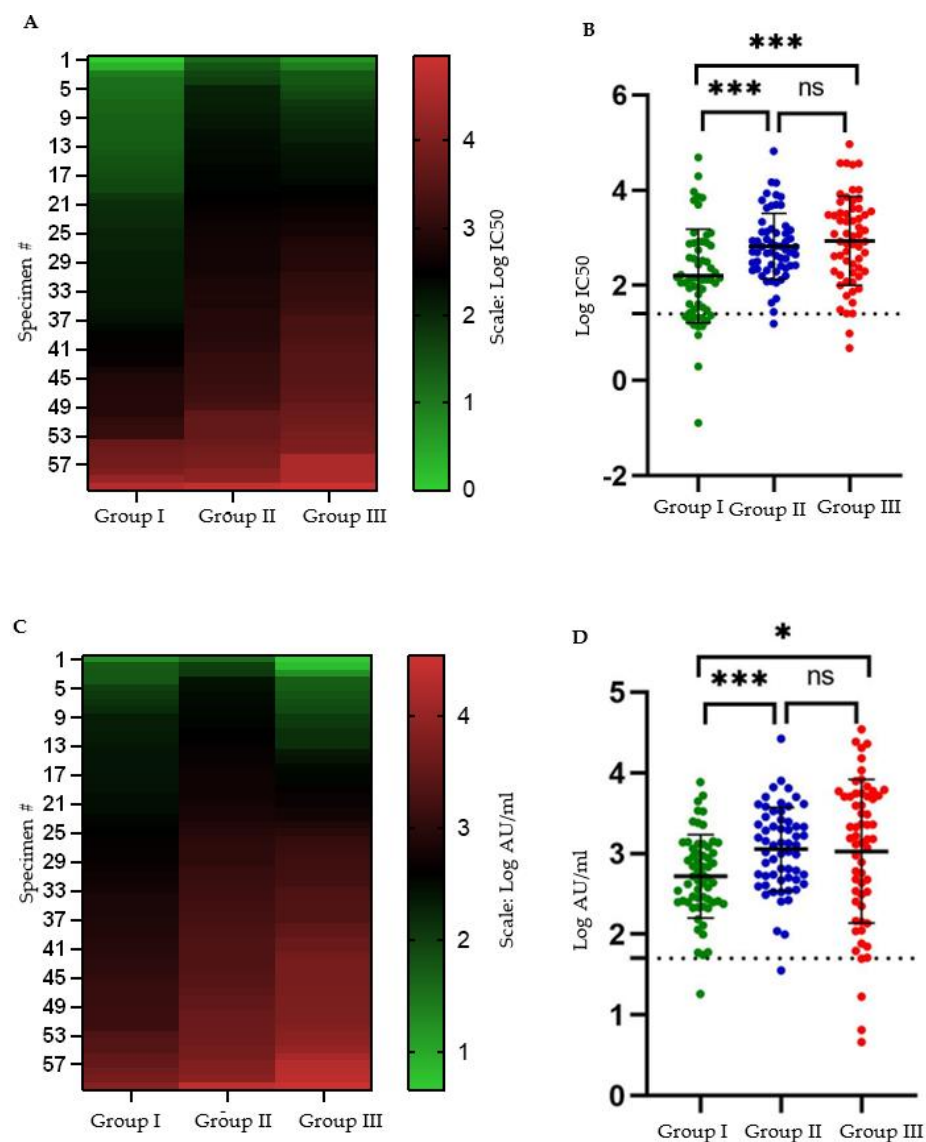 A
1
5
9
13
17
21
25
29
33
37
41
45
49
53
57
Specimen #
Group I
Group II
Group III
4
3
2
1
0
Scale: Log IC50
B
***
***
ns
6
4
2
0
-2
Log IC50
Group I
Group II
Group III
C
1
5
9
13
17
21
25
29
33
37
41
45
49
53
57
Specimen #
Group I
Group II
Group III
4
3
2
1
Scale: Log AU/ml
D
*
***
ns
5
4
3
2
1
0
Log AU/ml
Group I
Group II
Group III